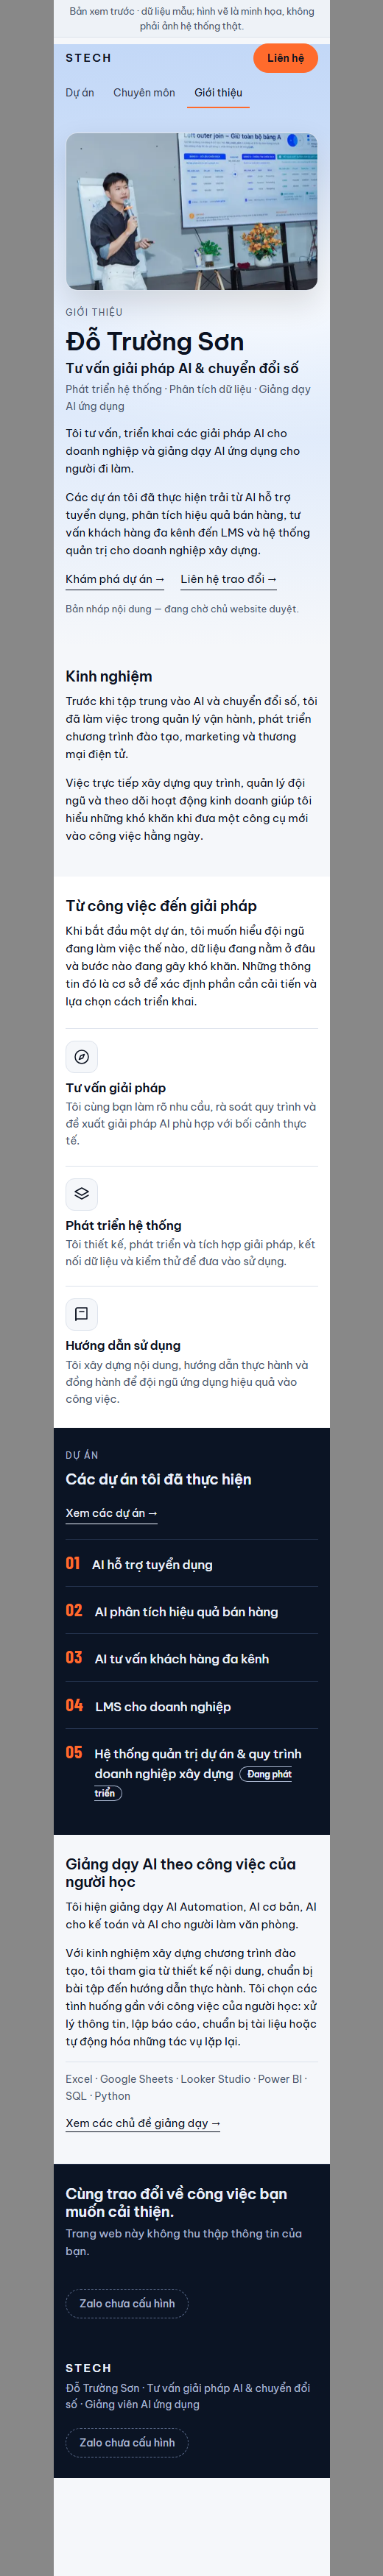 Bản xem trước · dữ liệu mẫu; hình vẽ là minh họa, không
phải ảnh hệ thống thật.
STECH
Liên hệ
Dự án Chuyên môn Giới thiệu
GIỚI THIỆU
Đỗ Trường Sơn
Tư vấn giải pháp AI & chuyển đổi số
Phát triển hệ thống · Phân tích dữ liệu · Giảng dạy
AI ứng dụng
Tôi tư vấn, triển khai các giải pháp AI cho
doanh nghiệp và giảng dạy AI ứng dụng cho
người đi làm.
Các dự án tôi đã thực hiện trải từ AI hỗ trợ
tuyển dụng, phân tích hiệu quả bán hàng, tư
vấn khách hàng đa kênh đến LMS và hệ thống
quản trị cho doanh nghiệp xây dựng.
Khám phá dự án → Liên hệ trao đổi →
Bản nháp nội dung — đang chờ chủ website duyệt.
Kinh nghiệm
Trước khi tập trung vào AI và chuyển đổi số, tôi
đã làm việc trong quản lý vận hành, phát triển
chương trình đào tạo, marketing và thương
mại điện tử.
Việc trực tiếp xây dựng quy trình, quản lý đội
ngũ và theo dõi hoạt động kinh doanh giúp tôi
hiểu những khó khăn khi đưa một công cụ mới
vào công việc hằng ngày.
Từ công việc đến giải pháp
Khi bắt đầu một dự án, tôi muốn hiểu đội ngũ
đang làm việc thế nào, dữ liệu đang nằm ở đâu
và bước nào đang gây khó khăn. Những thông
tin đó là cơ sở để xác định phần cần cải tiến và
lựa chọn cách triển khai.
Tư vấn giải pháp
Tôi cùng bạn làm rõ nhu cầu, rà soát quy trình và
đề xuất giải pháp AI phù hợp với bối cảnh thực
tế.
Phát triển hệ thống
Tôi thiết kế, phát triển và tích hợp giải pháp, kết
nối dữ liệu và kiểm thử để đưa vào sử dụng.
Hướng dẫn sử dụng
Tôi xây dựng nội dung, hướng dẫn thực hành và
đồng hành để đội ngũ ứng dụng hiệu quả vào
công việc.
DỰ ÁN
Các dự án tôi đã thực hiện
Xem các dự án →
01 AI hỗ trợ tuyển dụng
02 AI phân tích hiệu quả bán hàng
03 AI tư vấn khách hàng đa kênh
04 LMS cho doanh nghiệp
05 Hệ thống quản trị dự án & quy trình
doanh nghiệp xây dựng Đang phát
triển
Giảng dạy AI theo công việc của
người học
Tôi hiện giảng dạy AI Automation, AI cơ bản, AI
cho kế toán và AI cho người làm văn phòng.
Với kinh nghiệm xây dựng chương trình đào
tạo, tôi tham gia từ thiết kế nội dung, chuẩn bị
bài tập đến hướng dẫn thực hành. Tôi chọn các
tình huống gần với công việc của người học: xử
lý thông tin, lập báo cáo, chuẩn bị tài liệu hoặc
tự động hóa những tác vụ lặp lại.
Excel · Google Sheets · Looker Studio · Power BI ·
SQL · Python
Xem các chủ đề giảng dạy →
Cùng trao đổi về công việc bạn
muốn cải thiện.
Trang web này không thu thập thông tin của
bạn.
Zalo chưa cấu hình
STECH
Đỗ Trường Sơn · Tư vấn giải pháp AI & chuyển đổi
số · Giảng viên AI ứng dụng
Zalo chưa cấu hình